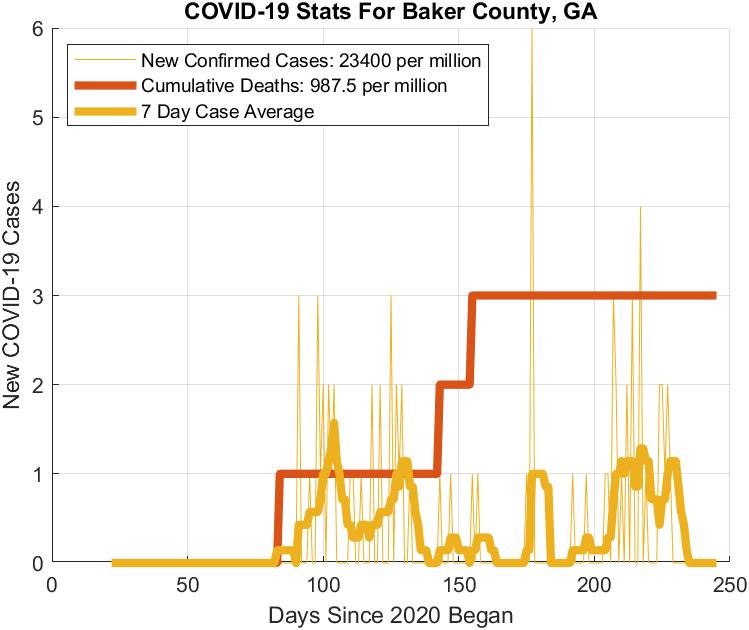 COVID-19 Stats For Baker County, GA
New Confirmed Cases: 23400 per million
Cumulative Deaths: 987.5 per million
7 Day Case Average
New COVID-19 Cases
6
5
4
3
2
1
0
0 50 100 150 200 250
Days Since 2020 Began